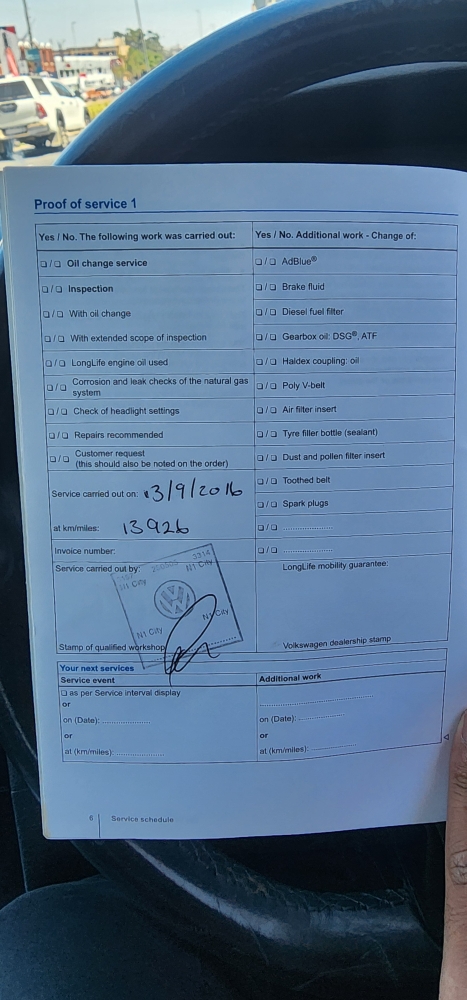 Proof of service 1
Yes / No. The following work was carried out:
❑ / ❑ Oil change service
❑ / ❑ Inspection
❑ / ❑ With oil change
❑ / ❑ With extended scope of inspection
❑ / ❑ LongLife engine oil used
❑ / ❑ Corrosion and leak checks of the natural gas
system
❑ / ❑ Check of headlight settings
❑ / ❑ Repairs recommended
❑ / ❑ Customer request
(this should also be noted on the order)
Service carried out on: 13/9/2016
at km/miles: 13926
Invoice number:
Service carried out by:
3314
N1 City N1 City
N1 City
N1 City
Stamp of qualified workshop
Yes / No. Additional work - Change of:
❑ / ❑ AdBlue®
❑ / ❑ Brake fluid
❑ / ❑ Diesel fuel filter
❑ / ❑ Gearbox oil: DSG®, ATF
❑ / ❑ Haldex coupling: oil
❑ / ❑ Poly V-belt
❑ / ❑ Air filter insert
❑ / ❑ Tyre filler bottle (sealant)
❑ / ❑ Dust and pollen filter insert
❑ / ❑ Toothed belt
❑ / ❑ Spark plugs
❑ / ❑ ....................
❑ / ❑ ....................
LongLife mobility guarantee:
Volkswagen dealership stamp
Your next services
Service event
❑ as per Service interval display
or
on (Date): ....................
or
at (km/miles): ....................
Additional work
....................
or
on (Date): ....................
or
at (km/miles): ....................
6 Service schedule